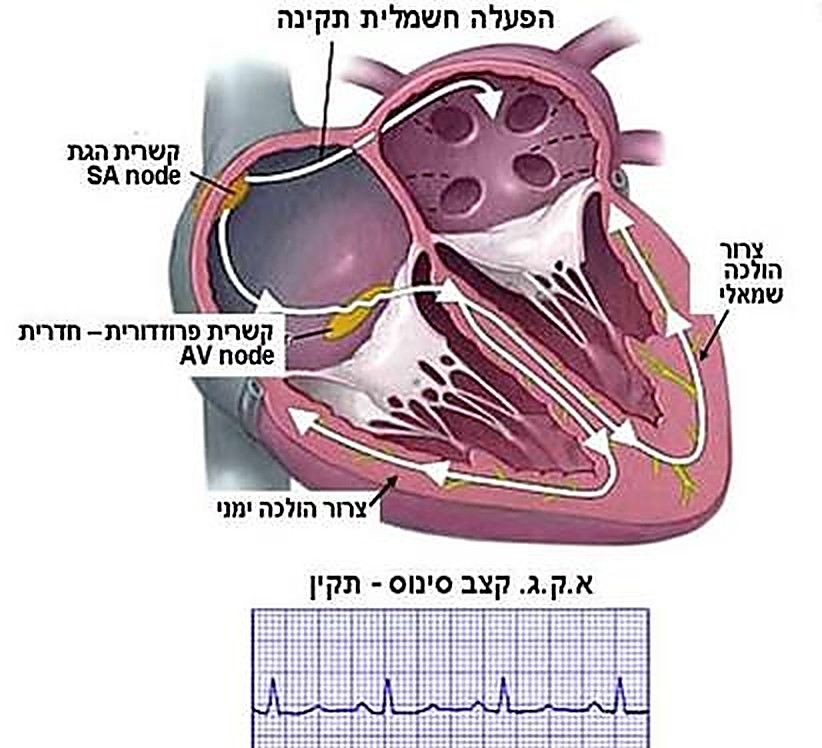 הפעלה חשמלית תקינה
קשרית הגת
SA node
צרור
הולכה
שמאלי
קשרית פרוזדורית – חדרית
AV node
צרור הולכה ימני
א.ק.ג. קצב סינוס - תקין